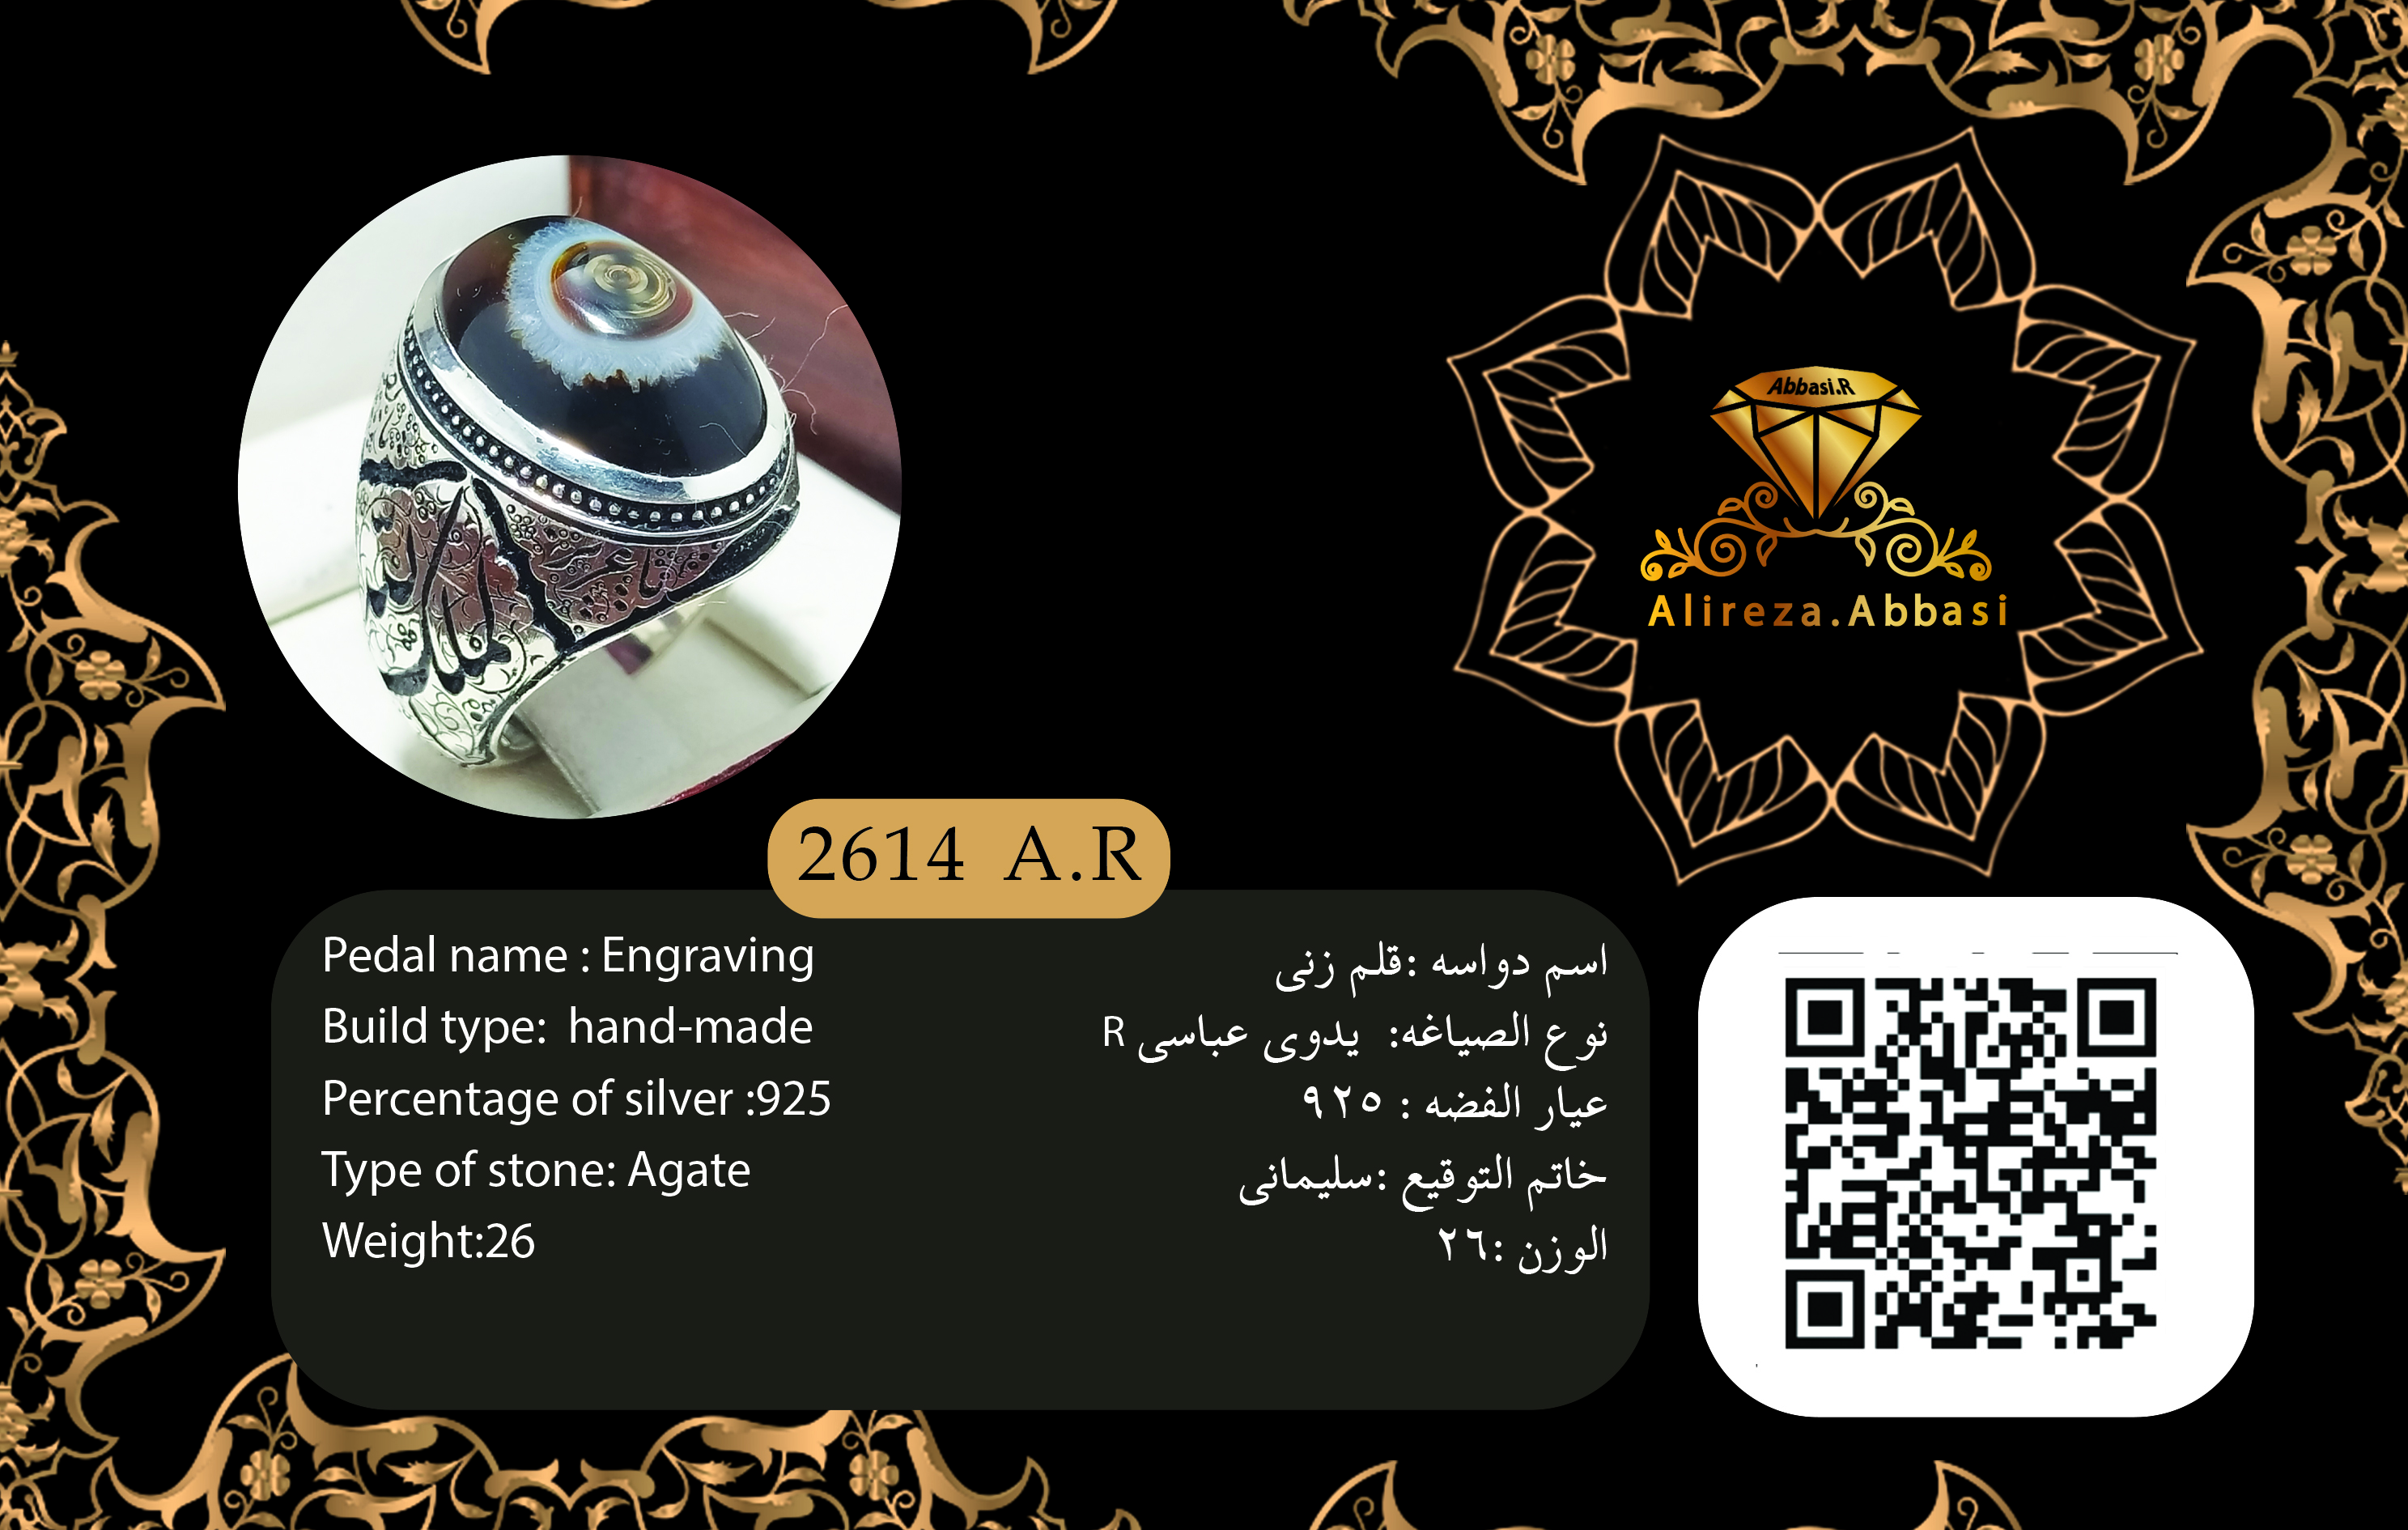 Abbasi.R
Alireza.Abbasi
2614 A.R
Pedal name : Engraving
Build type: hand-made
Percentage of silver :925
Type of stone: Agate
Weight:26
اسم دواسه :قلم زنی
نوع الصیاغه: یدوی عباسی R
عیار الفضه : ٩٢٥
خاتم التوقیع :سلیمانی
الوزن :٢٦